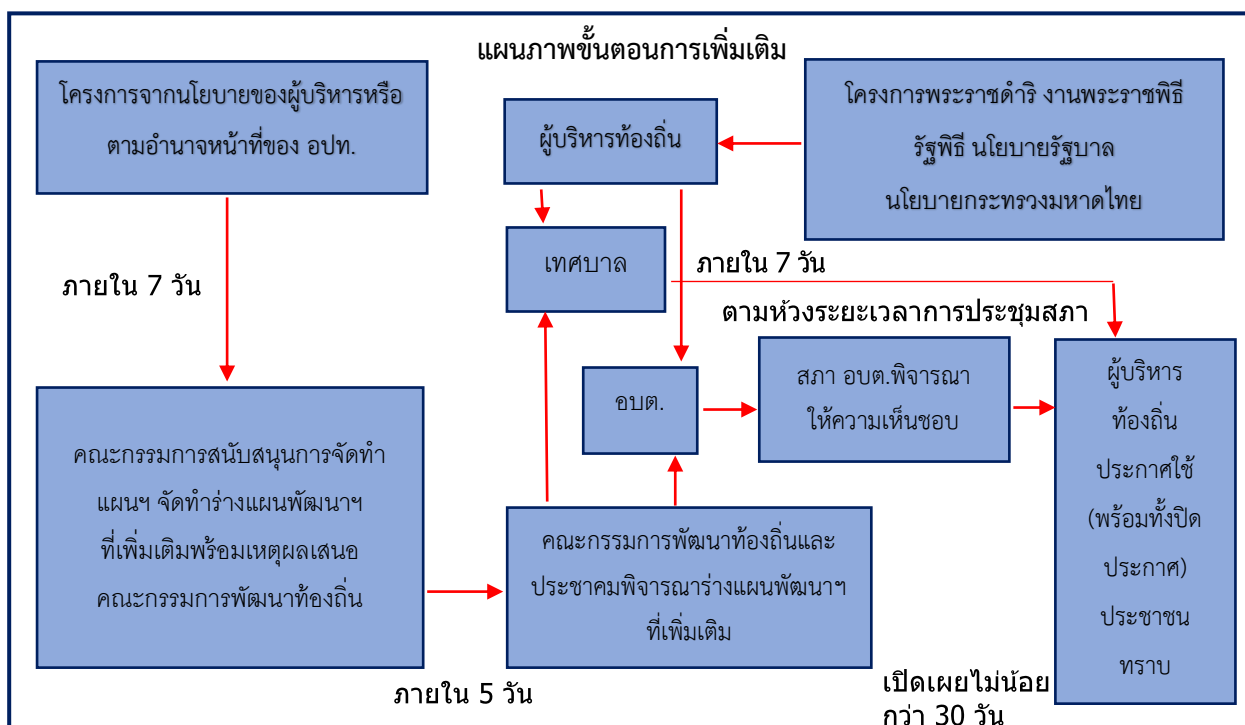 แผนภาพขั้นตอนการเพิ่มเติม
โครงการจากนโยบายของผู้บริหารหรือ
ตามอำนาจหน้าที่ของ อปท.
ผู้บริหารท้องถิ่น
โครงการพระราชดำริ งานพระราชพิธี
รัฐพิธี นโยบายรัฐบาล
นโยบายกระทรวงมหาดไทย
ภายใน 7 วัน
เทศบาล
ภายใน 7 วัน
ตามห้วงระยะเวลาการประชุมสภา
อบต.
สภา อบต.พิจารณา
ให้ความเห็นชอบ
ผู้บริหาร
ท้องถิ่น
ประกาศใช้
(พร้อมทั้งปิด
ประกาศ)
ประชาชน
ทราบ
คณะกรรมการสนับสนุนการจัดทำ
แผนฯ จัดทำร่างแผนพัฒนาฯ
ที่เพิ่มเติมพร้อมเหตุผลเสนอ
คณะกรรมการพัฒนาท้องถิ่น
คณะกรรมการพัฒนาท้องถิ่นและ
ประชาคมพิจารณาร่างแผนพัฒนาฯ
ที่เพิ่มเติม
ภายใน 5 วัน
เปิดเผยไม่น้อย
กว่า 30 วัน